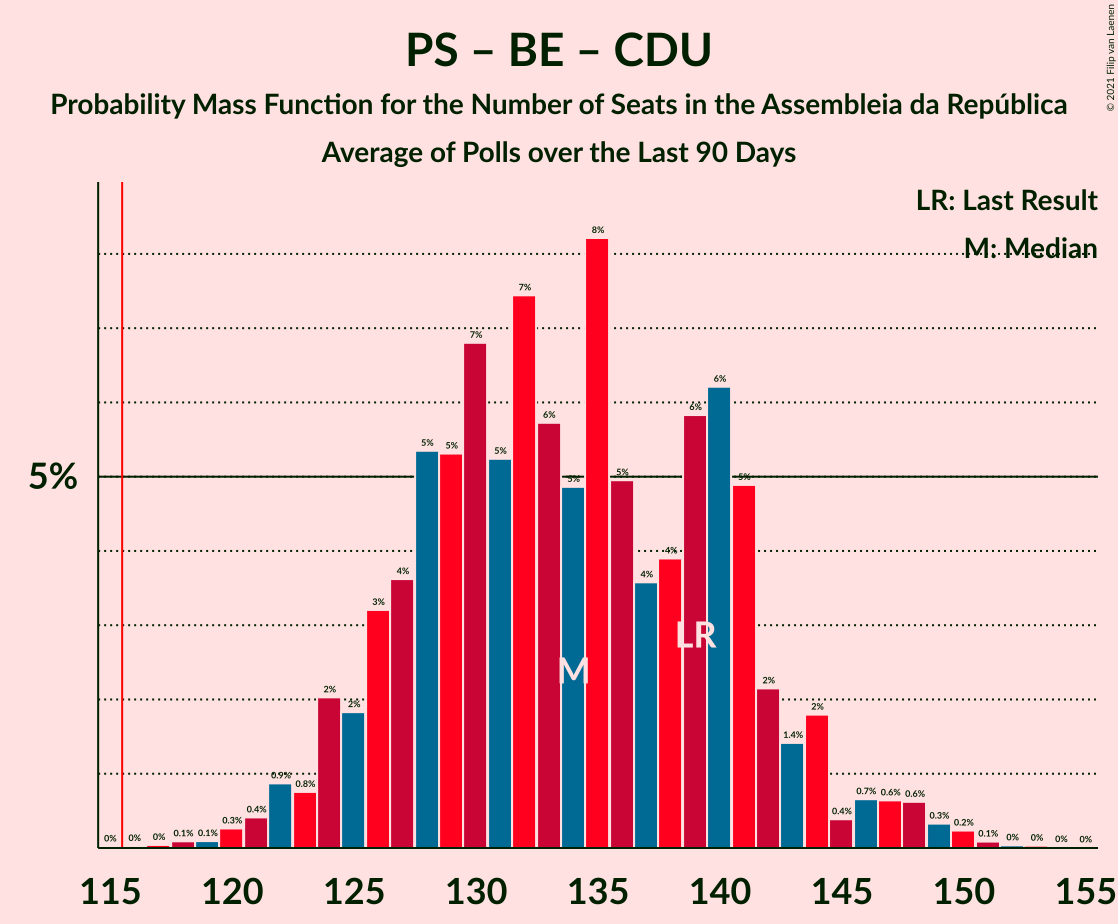 PS – BE – CDU
Probability Mass Function for the Number of Seats in the Assembleia da República
Average of Polls over the Last 90 Days
© 2021 Filip van Laenen
LR: Last Result
M: Median
5%
0% 0% 0% 0.1% 0.1% 0.3% 0.4% 0.9% 0.8% 2% 2% 3% 4% 5% 5% 7% 5% 7% 6% 5% 8% 5% 4% 4% 6% 6% 5% 2% 1.4% 2% 0.4% 0.7% 0.6% 0.6% 0.3% 0.2% 0.1% 0% 0% 0% 0%
LR
M
115 120 125 130 135 140 145 150 155